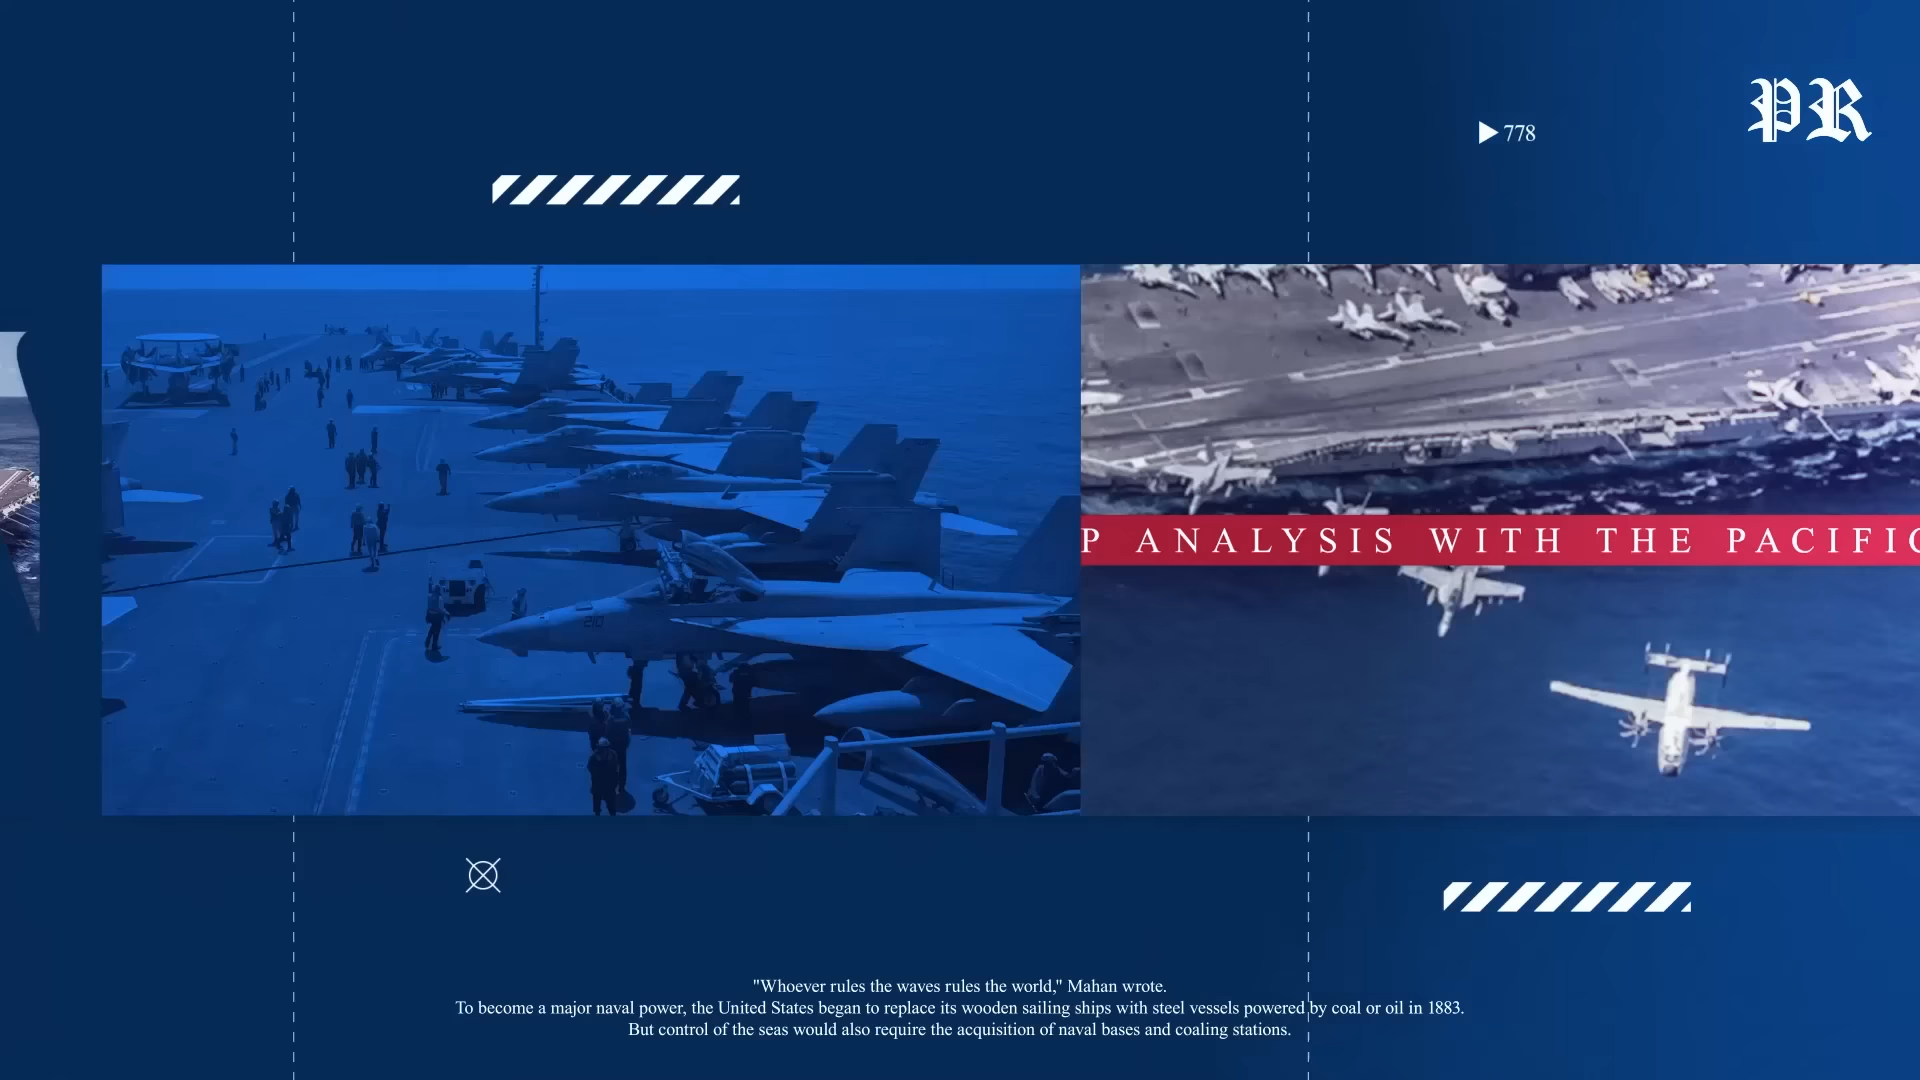 PR
778
P ANALYSIS WITH THE PACIFIC
210
"Whoever rules the waves rules the world," Mahan wrote.
To become a major naval power, the United States began to replace its wooden sailing ships with steel vessels powered by coal or oil in 1883.
But control of the seas would also require the acquisition of naval bases and coaling stations.